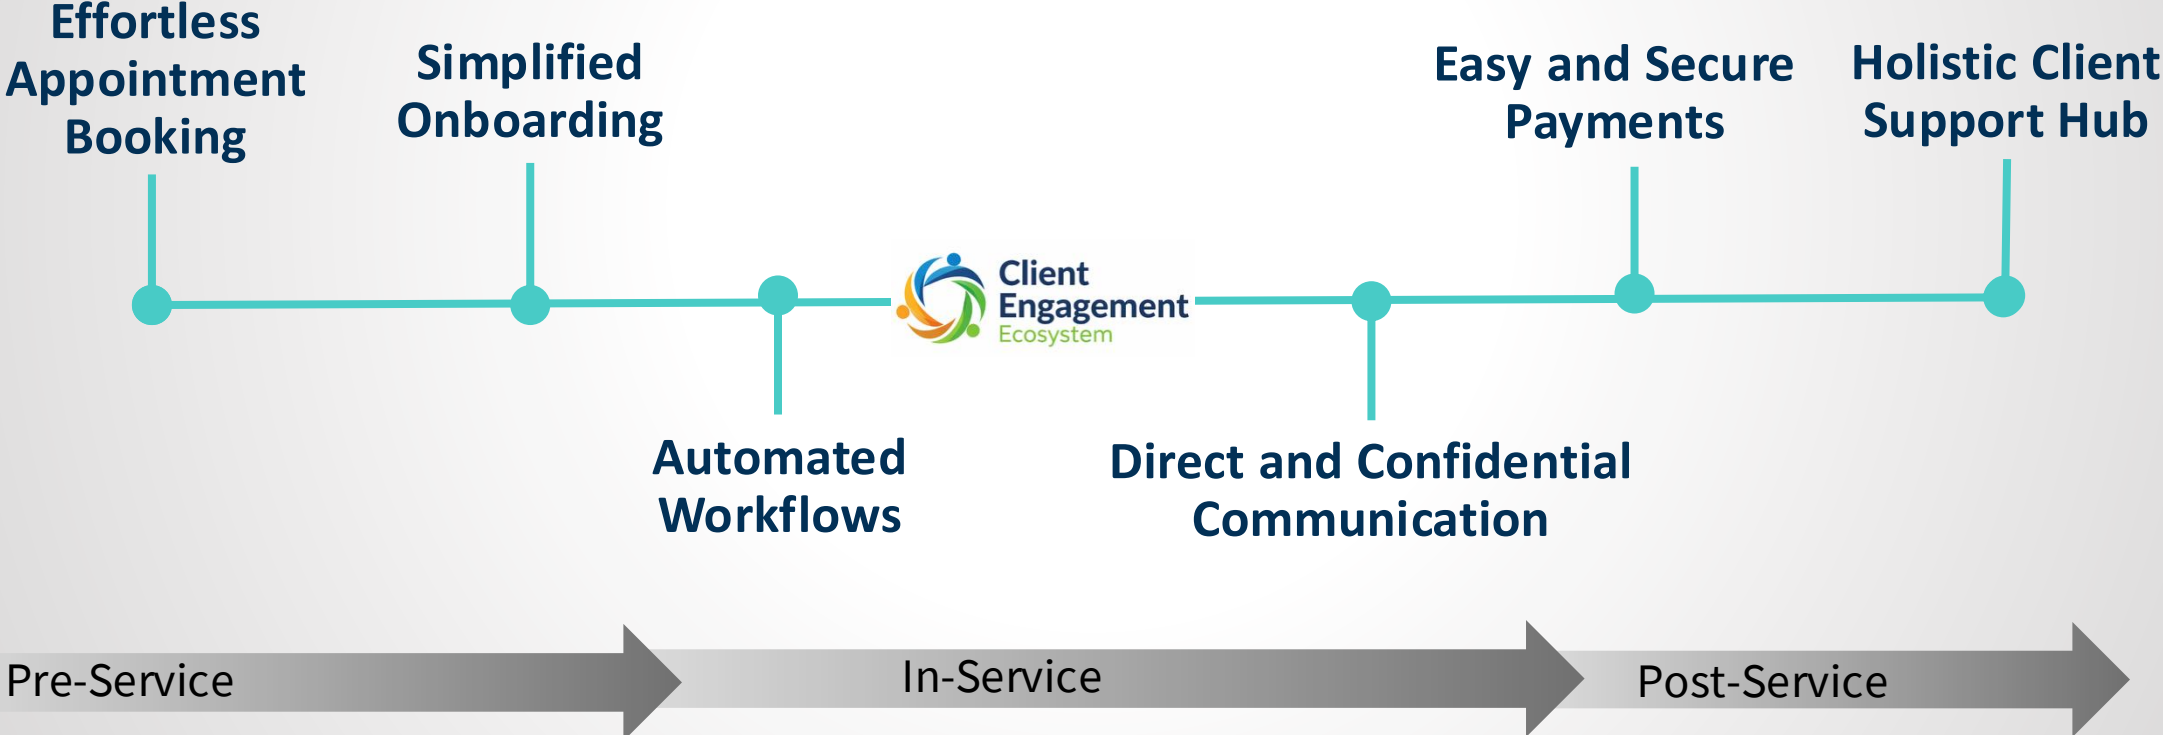 Effortless
Appointment
Booking
Simplified
Onboarding
Easy and Secure
Payments
Holistic Client
Support Hub
Client
Engagement
Ecosystem
Automated
Workflows
Direct and Confidential
Communication
Pre-Service
In-Service
Post-Service